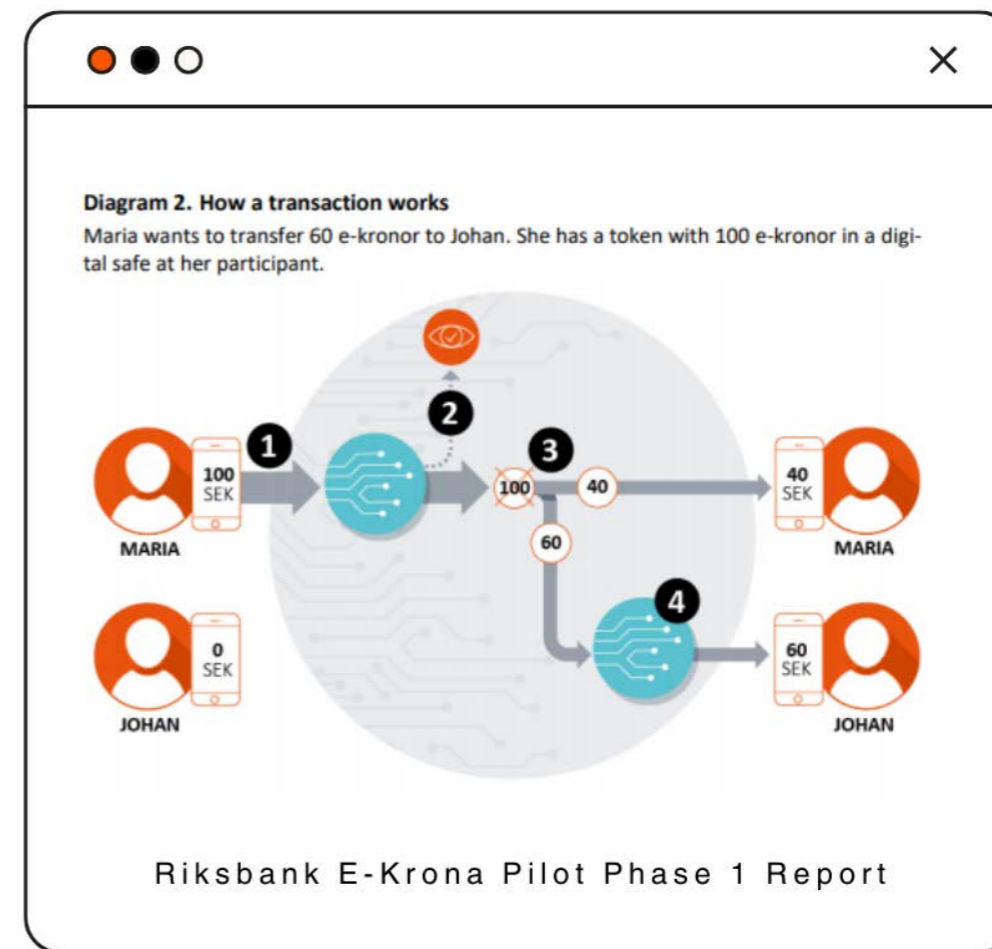 Diagram 2. How a transaction works
Maria wants to transfer 60 e-kronor to Johan. She has a token with 100 e-kronor in a digi-
tal safe at her participant.
1
2
3
4
100
SEK
MARIA
100
40
60
40
SEK
MARIA
0
SEK
JOHAN
60
SEK
JOHAN
Riksbank E-Krona Pilot Phase 1 Report